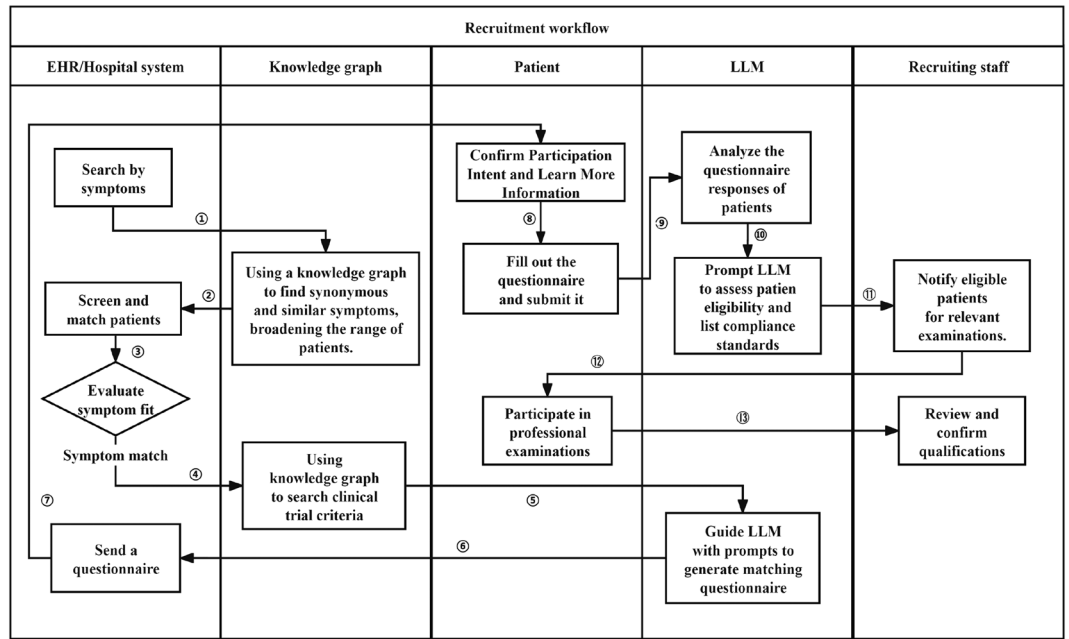 Recruitment workflow
EHR/Hospital system
Knowledge graph
Patient
LLM
Recruiting staff
Search by
symptoms
①
Using a knowledge graph
to find synonymous
and similar symptoms,
broadening the range of
patients.
②
Screen and
match patients
③
Evaluate
symptom fit
Symptom match
④
Using
knowledge graph
to search clinical
trial criteria
⑤
Guide LLM
with prompts to
generate matching
questionnaire
⑥
Send a
questionnaire
⑦
Confirm Participation
Intent and Learn More
Information
⑧
Fill out the
questionnaire
and submit it
⑨
Analyze the
questionnaire
responses of
patients
⑩
Prompt LLM
to assess patien
eligibility and
list compliance
standards
⑪
Notify eligible
patients
for relevant
examinations.
⑫
Participate in
professional
examinations
⑬
Review and
confirm
qualifications